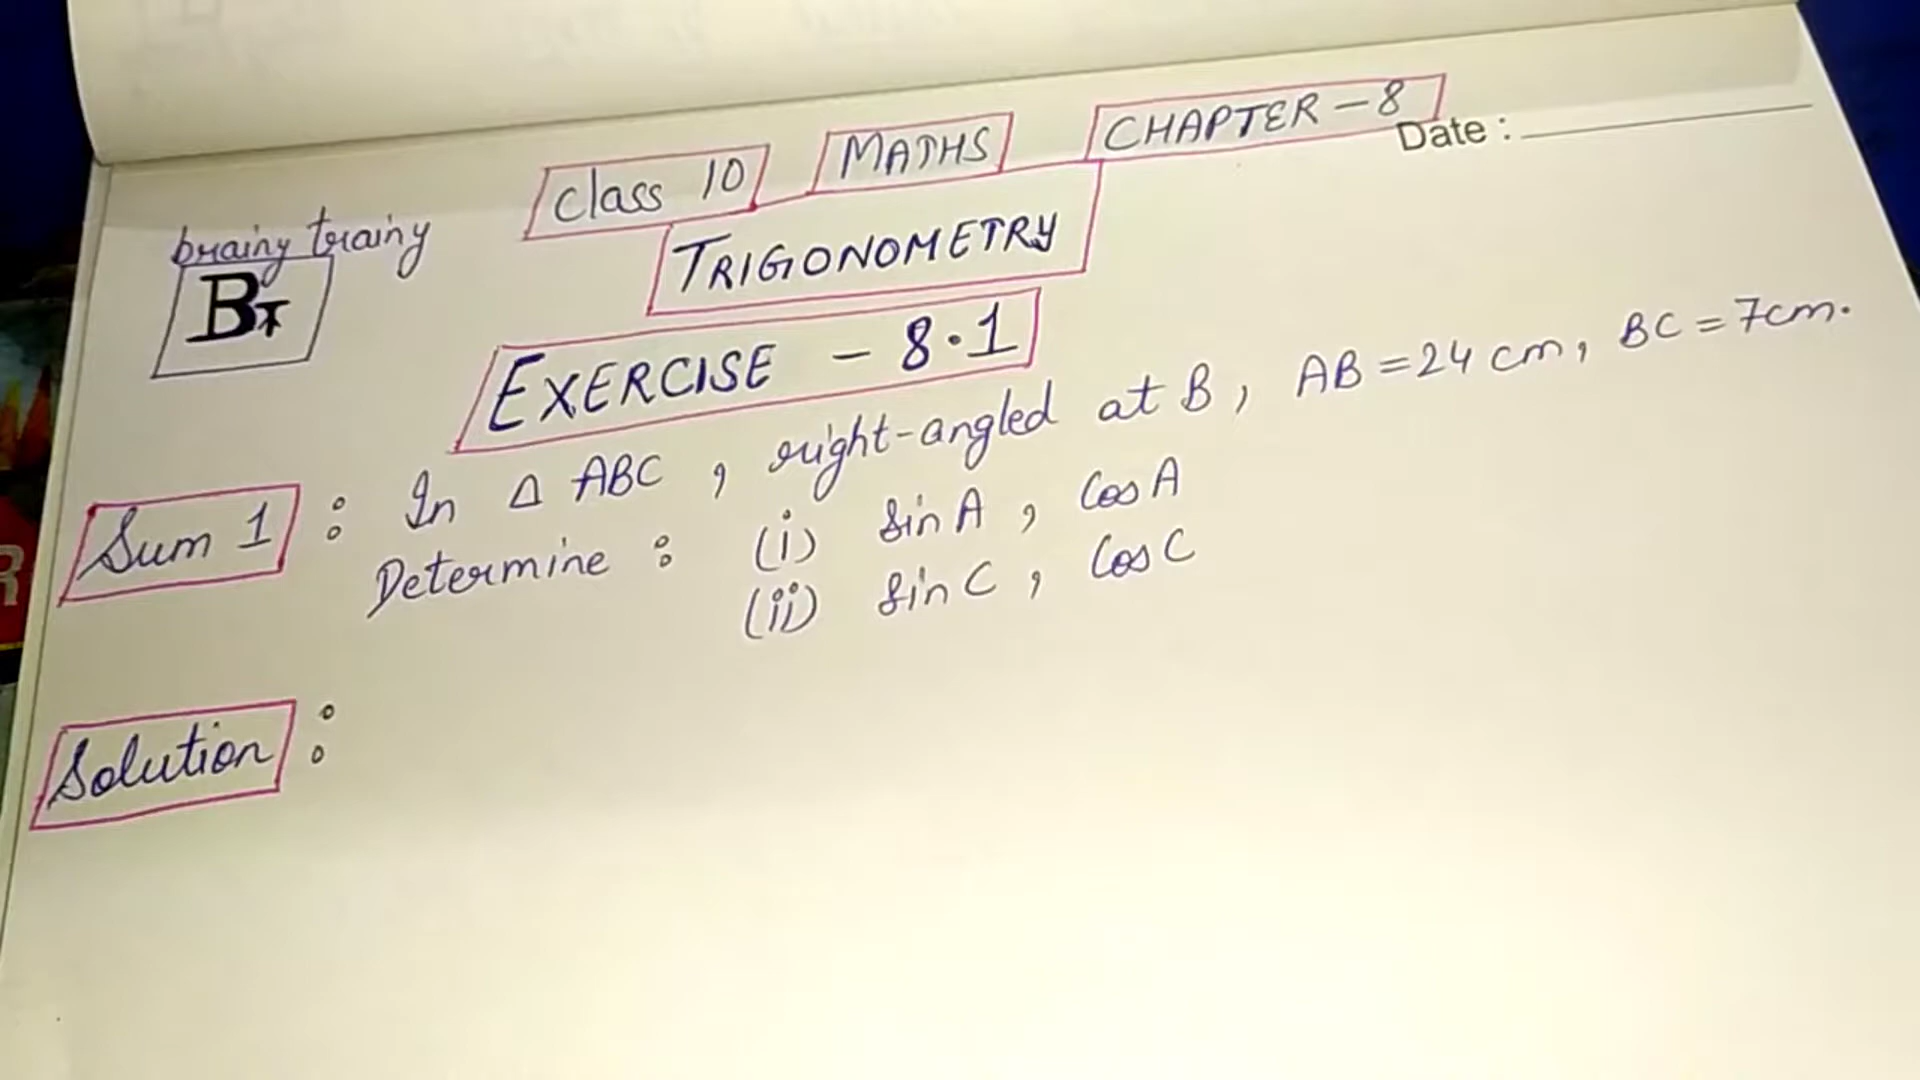 class 10 MATHS CHAPTER - 8
Date :
brainy trainy
TRIGONOMETRY
BT
EXERCISE - 8.1
Sum 1 : In Δ ABC , right-angled at B , AB = 24 cm, BC = 7cm.
Determine : (i) sin A , Cos A
(ii) sin C , Cos C
Solution :
R